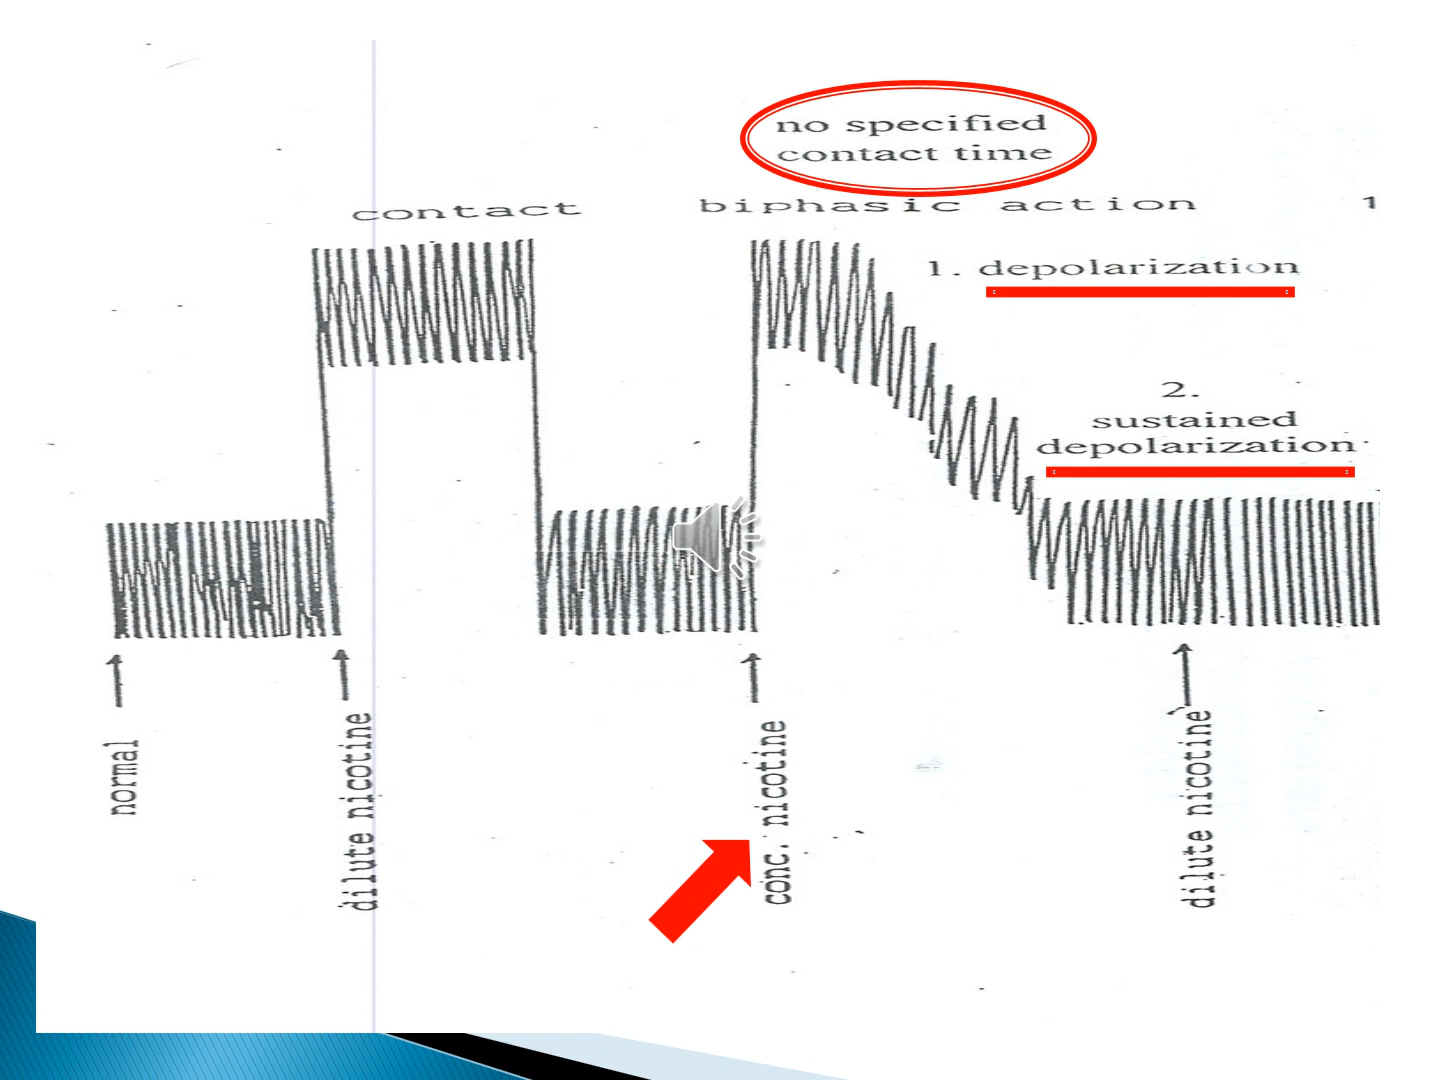 no specified
contact time
contact
biphasic action
1
1. depolarization
2.
sustained
depolarization
normal
dilute nicotine
conc. nicotine
dilute nicotine